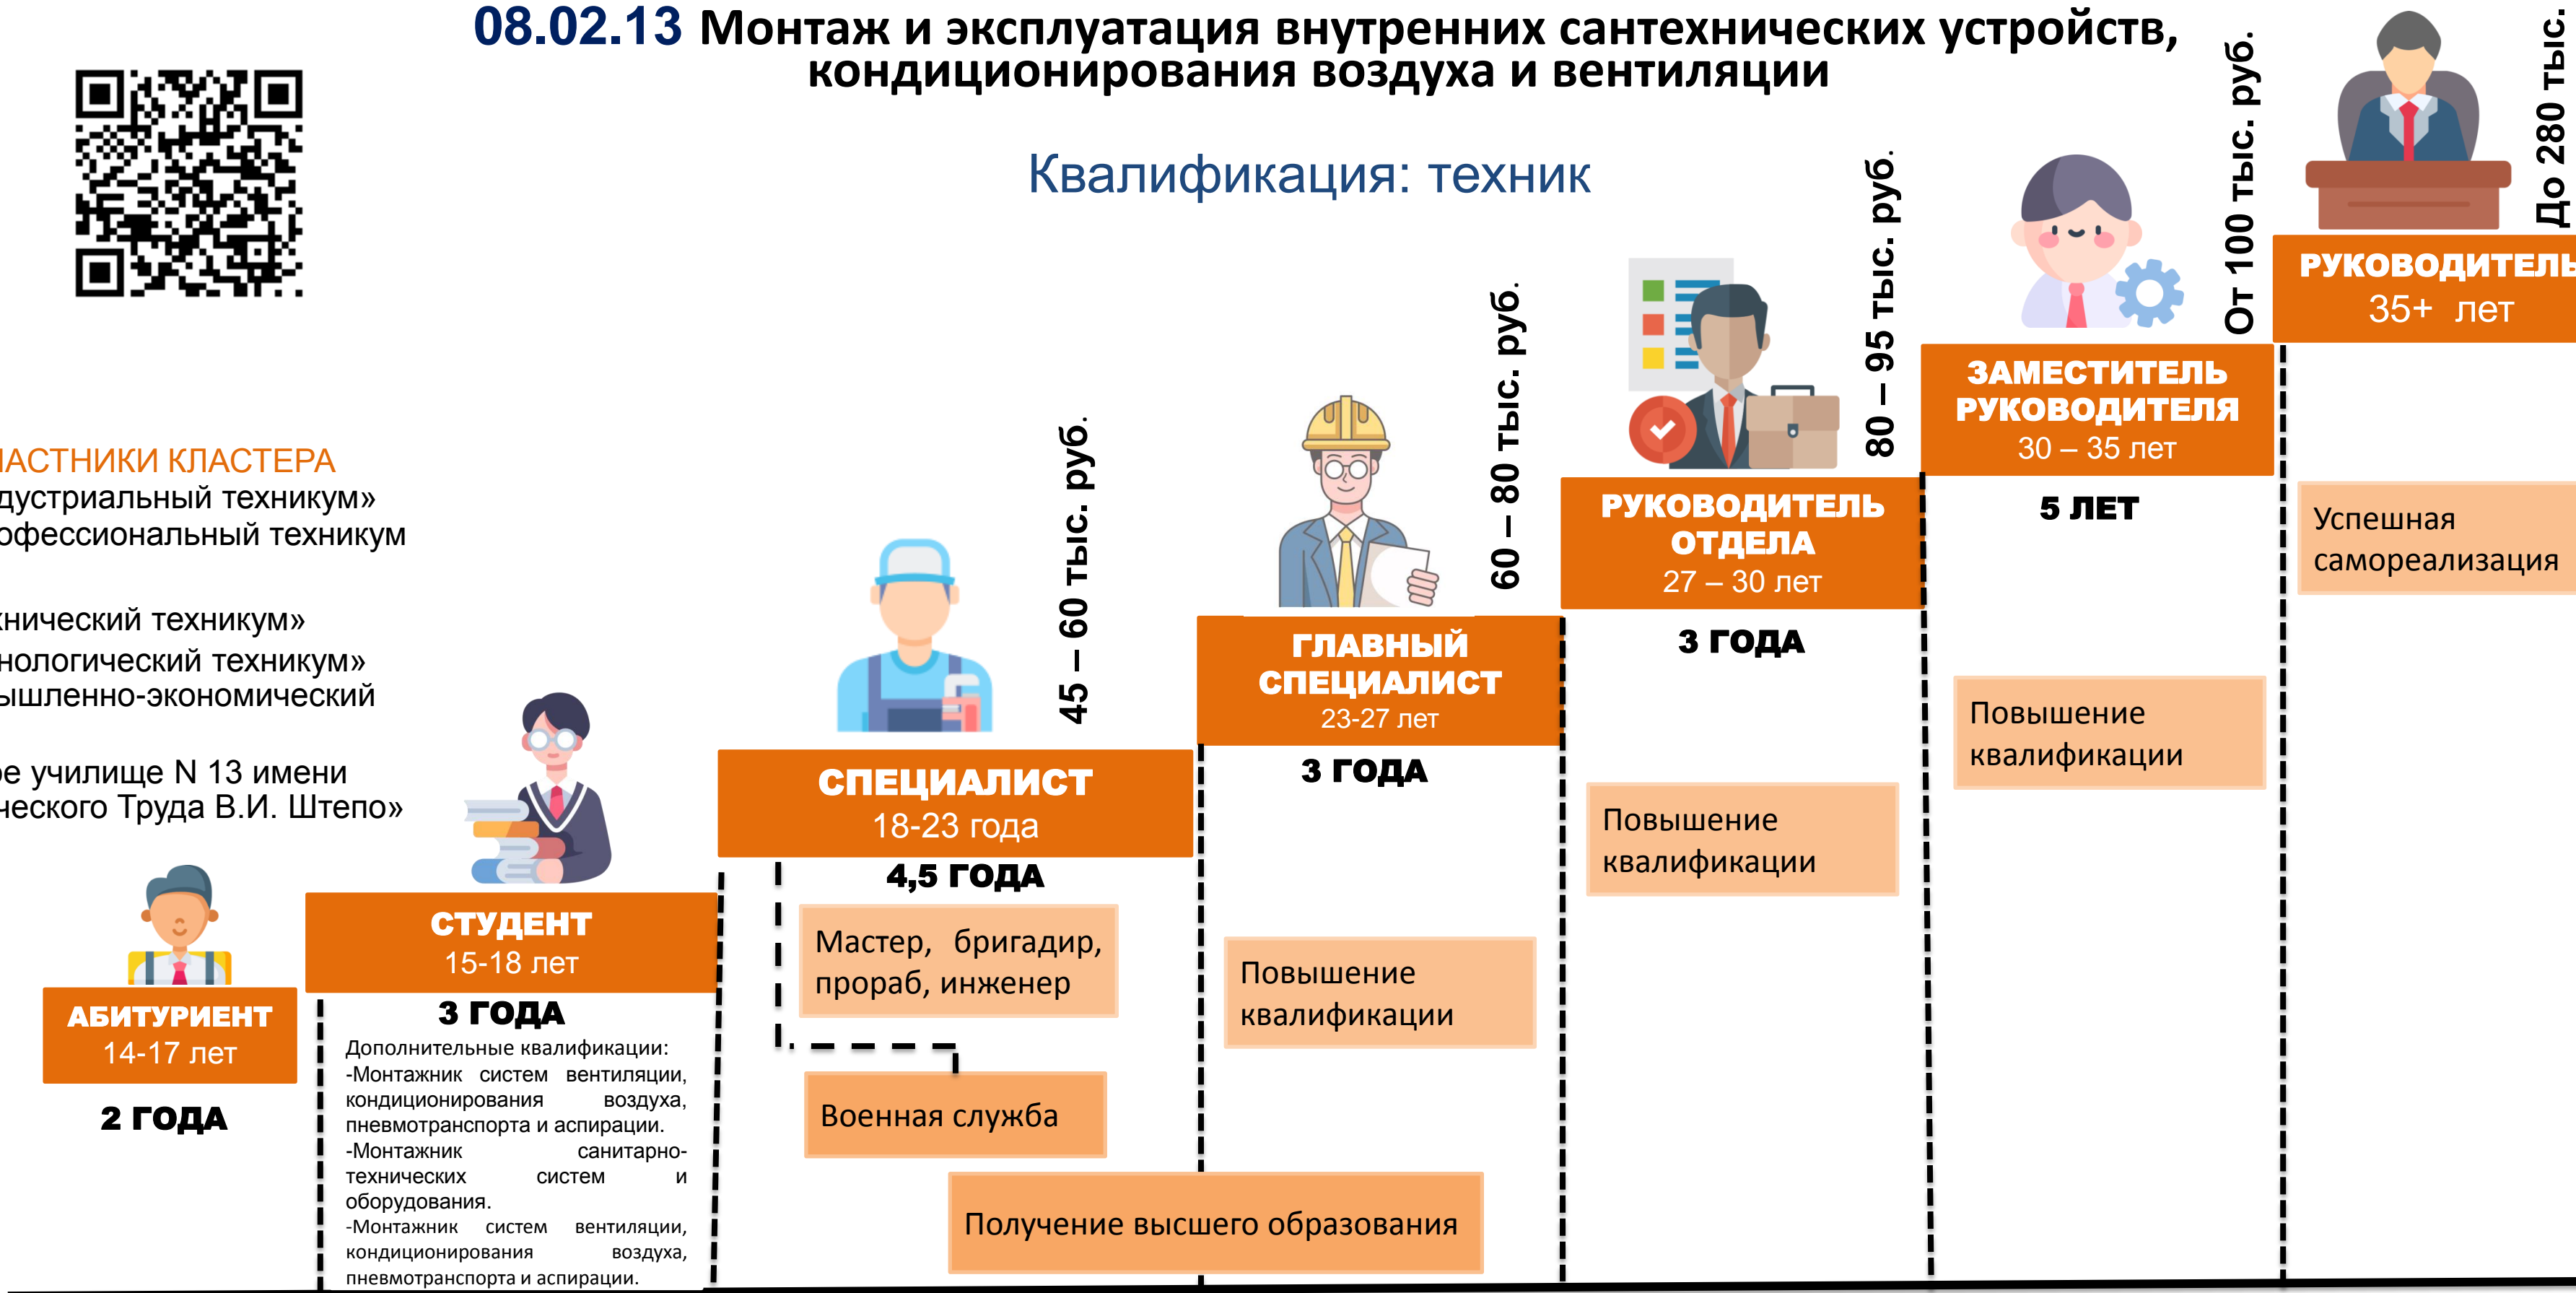 08.02.13 Монтаж и эксплуатация внутренних сантехнических устройств,
кондиционирования воздуха и вентиляции
Квалификация: техник
АСТНИКИ КЛАСТЕРА
дустриальный техникум»
офессиональный техникум
хнический техникум»
нологический техникум»
ышленно-экономический
ое училище N 13 имени
ческого Труда В.И. Штепо»
АБИТУРИЕНТ
14-17 лет
2 ГОДА
СТУДЕНТ
15-18 лет
3 ГОДА
Дополнительные квалификации:
-Монтажник систем вентиляции,
кондиционирования воздуха,
пневмотранспорта и аспирации.
-Монтажник санитарно-
технических систем и
оборудования.
-Монтажник систем вентиляции,
кондиционирования воздуха,
пневмотранспорта и аспирации.
45 – 60 тыс. руб.
СПЕЦИАЛИСТ
18-23 года
4,5 ГОДА
Мастер, бригадир,
прораб, инженер
Военная служба
Получение высшего образования
60 – 80 тыс. руб.
ГЛАВНЫЙ
СПЕЦИАЛИСТ
23-27 лет
3 ГОДА
Повышение
квалификации
80 – 95 тыс. руб.
РУКОВОДИТЕЛЬ
ОТДЕЛА
27 – 30 лет
3 ГОДА
Повышение
квалификации
От 100 тыс. руб.
ЗАМЕСТИТЕЛЬ
РУКОВОДИТЕЛЯ
30 – 35 лет
5 ЛЕТ
Повышение
квалификации
До 280 тыс.
РУКОВОДИТЕЛЬ
35+ лет
Успешная
самореализация